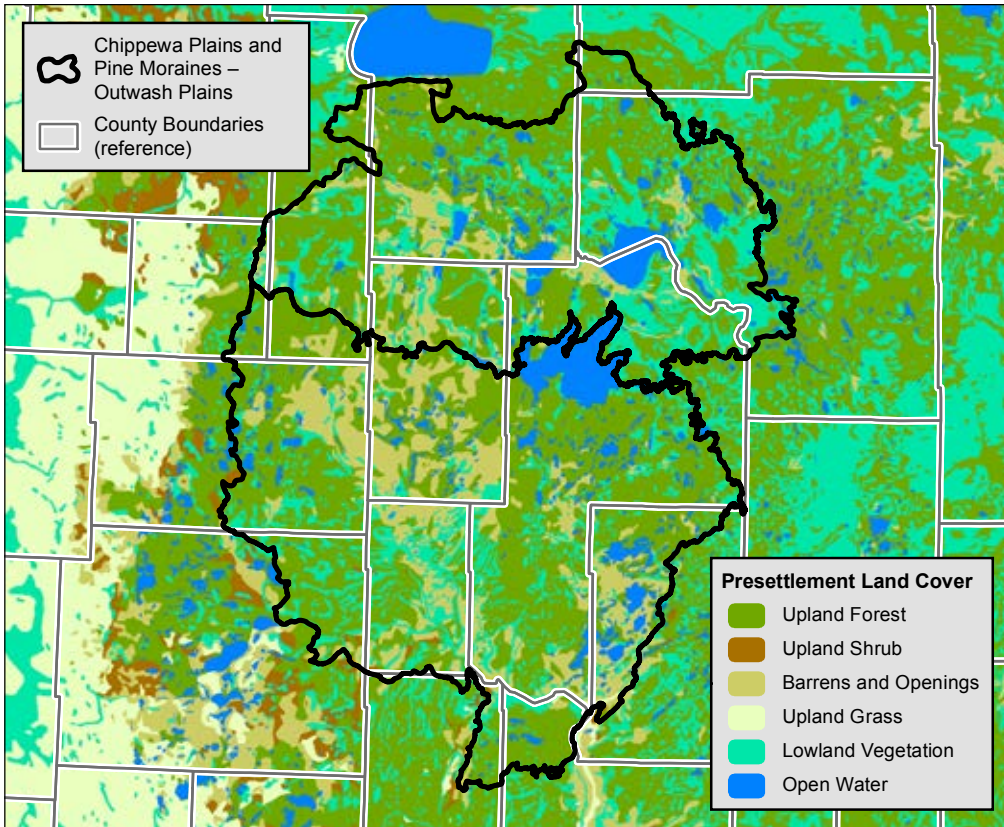 Chippewa Plains and
Pine Moraines –
Outwash Plains
County Boundaries
(reference)
Presettlement Land Cover
Upland Forest
Upland Shrub
Barrens and Openings
Upland Grass
Lowland Vegetation
Open Water